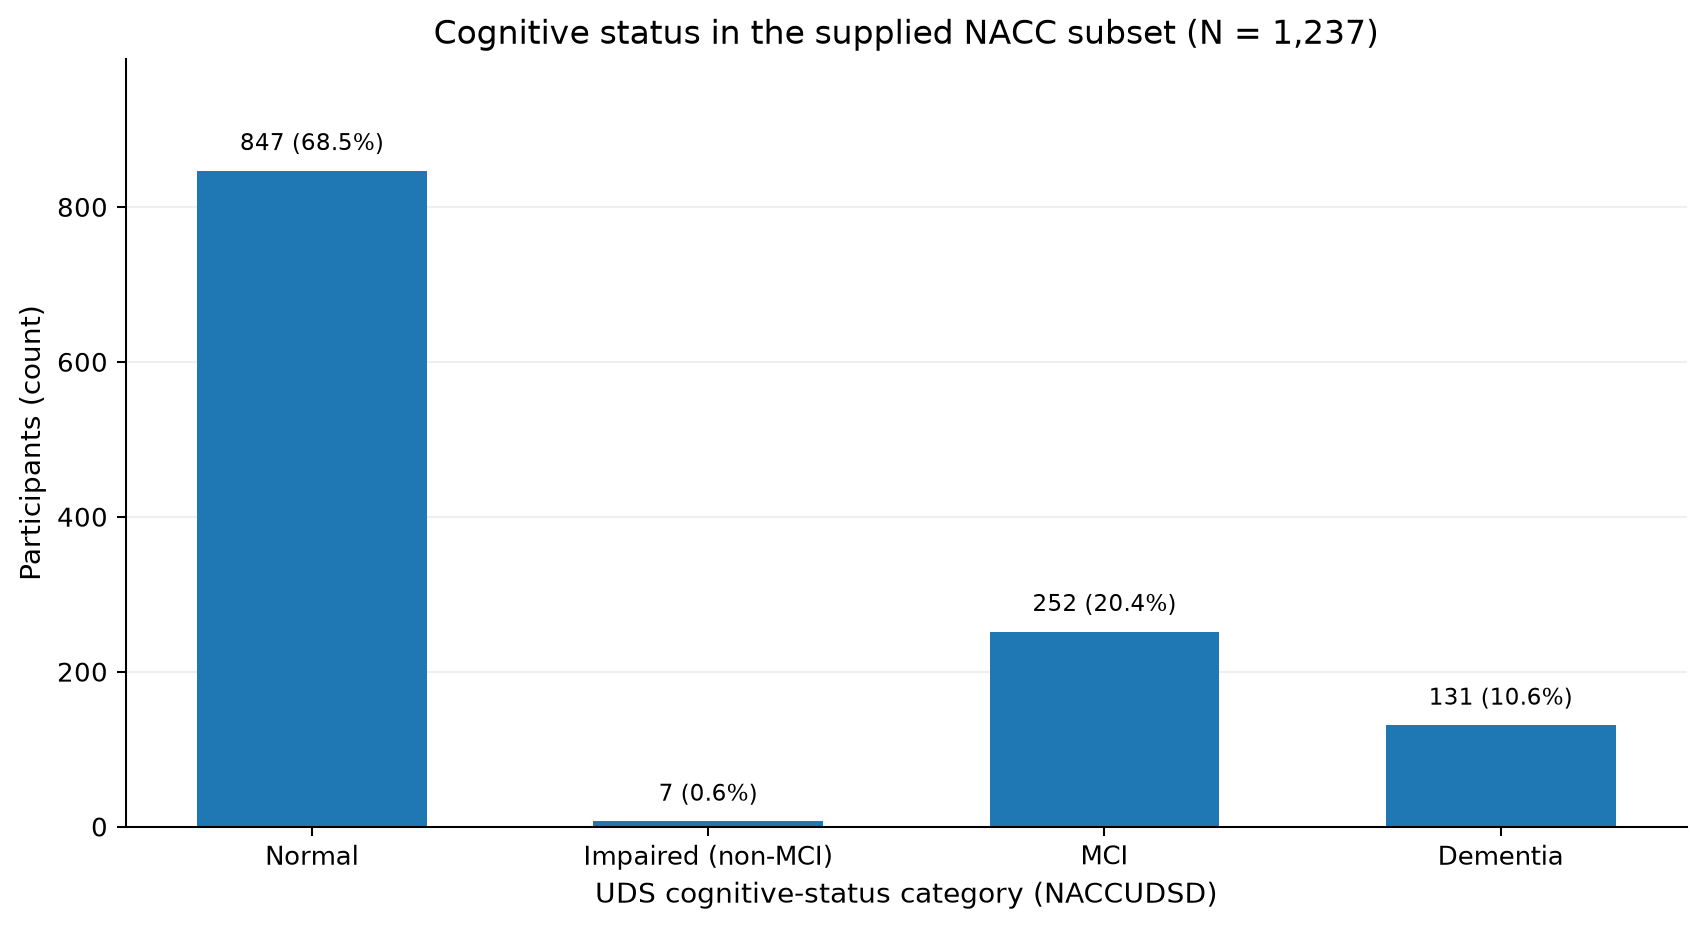 Cognitive status in the supplied NACC subset (N = 1,237)
Participants (count)
800
600
400
200
0
847 (68.5%)
7 (0.6%)
252 (20.4%)
131 (10.6%)
Normal
Impaired (non-MCI)
MCI
Dementia
UDS cognitive-status category (NACCUDSD)